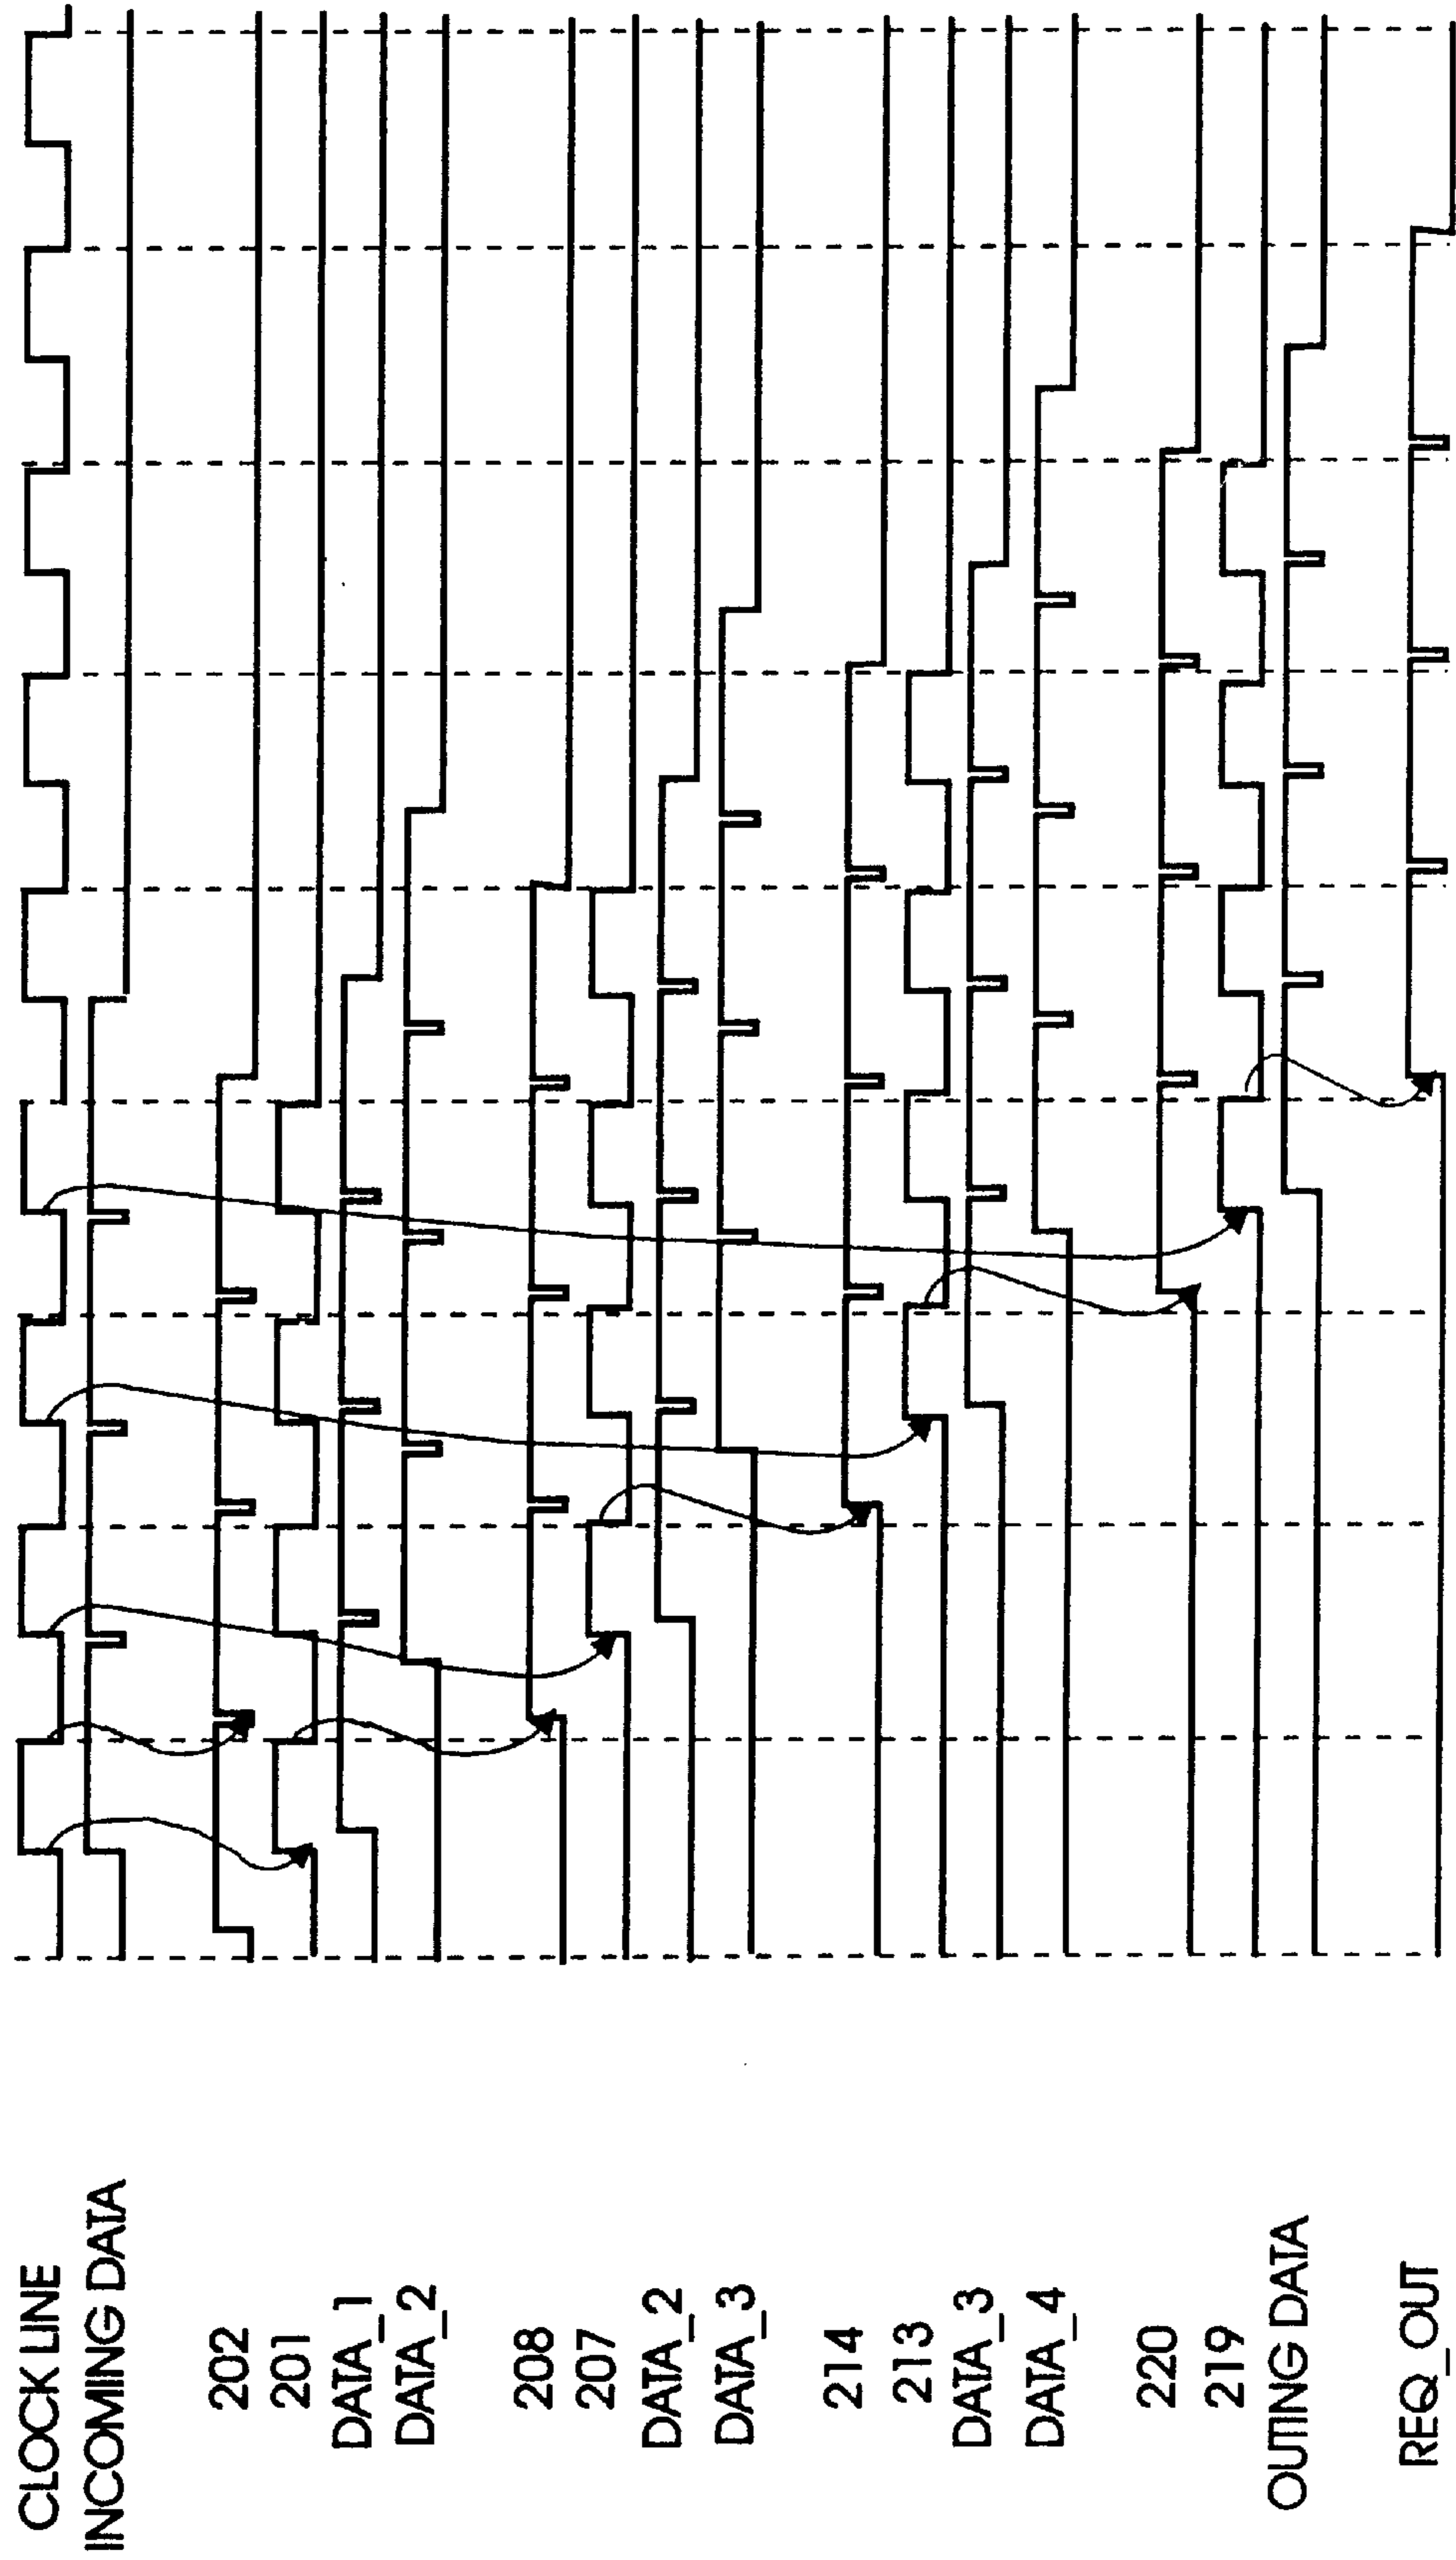 CLOCK LINE
INCOMING DATA
202
201
DATA_1
DATA_2
208
207
DATA_2
DATA_3
214
213
DATA_3
DATA_4
220
219
OUTING DATA
REQ_OUT